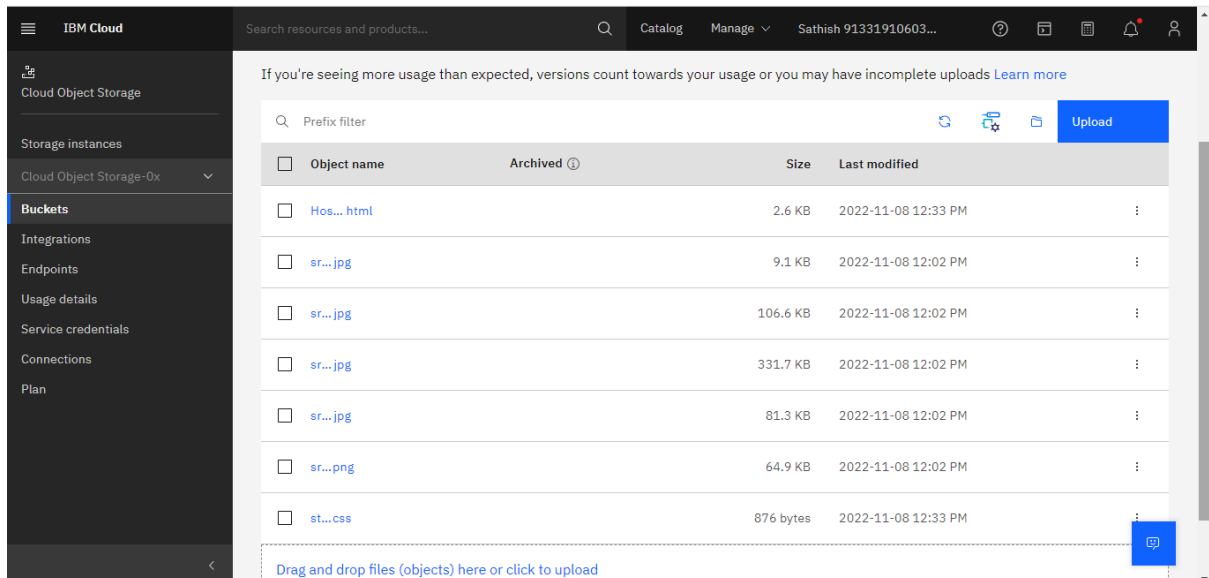 IBM Cloud
Search resources and products...
Catalog
Manage
Sathish 91331910603...
Cloud Object Storage
Storage instances
Cloud Object Storage-0x
Buckets
Integrations
Endpoints
Usage details
Service credentials
Connections
Plan
If you're seeing more usage than expected, versions count towards your usage or you may have incomplete uploads Learn more
Prefix filter
Upload
Object name Archived Size Last modified
Hos... html 2.6 KB 2022-11-08 12:33 PM
sr... jpg 9.1 KB 2022-11-08 12:02 PM
sr... jpg 106.6 KB 2022-11-08 12:02 PM
sr... jpg 331.7 KB 2022-11-08 12:02 PM
sr... jpg 81.3 KB 2022-11-08 12:02 PM
sr...png 64.9 KB 2022-11-08 12:02 PM
st...css 876 bytes 2022-11-08 12:33 PM
Drag and drop files (objects) here or click to upload